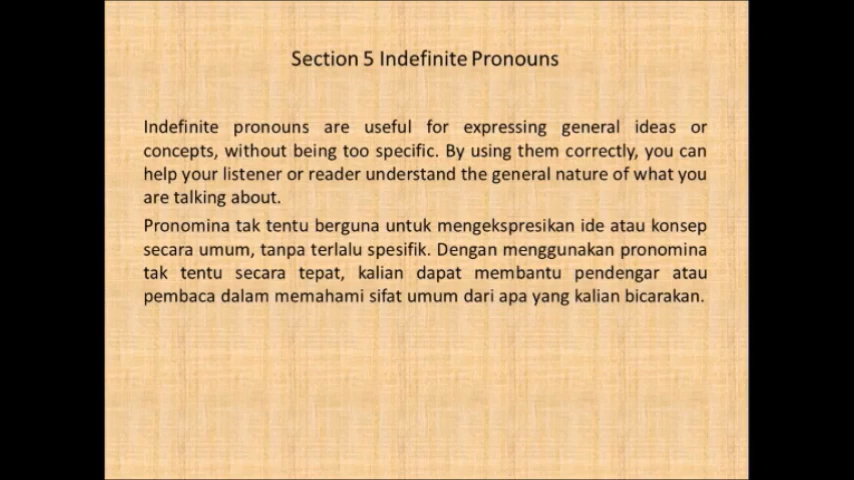 Section 5 Indefinite Pronouns
Indefinite pronouns are useful for expressing general ideas or
concepts, without being too specific. By using them correctly, you can
help your listener or reader understand the general nature of what you
are talking about.
Pronomina tak tentu berguna untuk mengekspresikan ide atau konsep
secara umum, tanpa terlalu spesifik. Dengan menggunakan pronomina
tak tentu secara tepat, kalian dapat membantu pendengar atau
pembaca dalam memahami sifat umum dari apa yang kalian bicarakan.